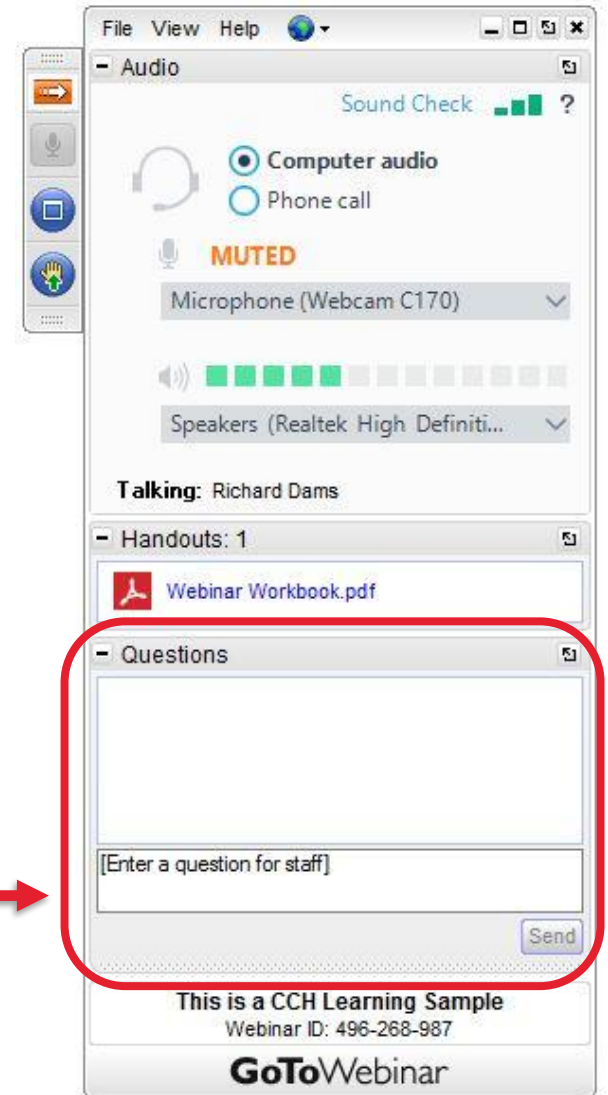 File View Help
- Audio
Sound Check ?
Computer audio
Phone call
MUTED
Microphone (Webcam C170)
Speakers (Realtek High Definiti...
Talking: Richard Dams
- Handouts: 1
Webinar Workbook.pdf
- Questions
[Enter a question for staff]
Send
This is a CCH Learning Sample
Webinar ID: 496-268-987
GoToWebinar